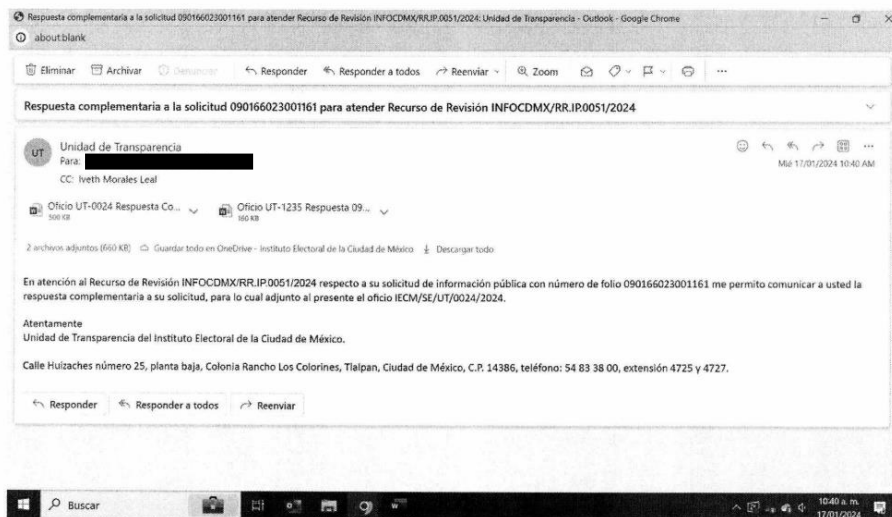 Respuesta complementaria a la solicitud 090166023001161 para atender Recurso de Revisión INFOCDMX/RR.IP.0051/2024: Unidad de Transparencia - Outlook - Google Chrome
about:blank
Eliminar Archivar Denunciar Responder Responder a todos Reenviar Zoom
Respuesta complementaria a la solicitud 090166023001161 para atender Recurso de Revisión INFOCDMX/RR.IP.0051/2024
UT
Unidad de Transparencia
Para:
Mié 17/01/2024 10:40 AM
CC: Iveth Morales Leal
Oficio UT-0024 Respuesta Co... Oficio UT-1235 Respuesta 09...
500 KB 160 KB
2 archivos adjuntos (660 KB) Guardar todo en OneDrive - Instituto Electoral de la Ciudad de México Descargar todo
En atención al Recurso de Revisión INFOCDMX/RR.IP.0051/2024 respecto a su solicitud de información pública con número de folio 090166023001161 me permito comunicar a usted la
respuesta complementaria a su solicitud, para lo cual adjunto al presente el oficio IECM/SE/UT/0024/2024.
Atentamente
Unidad de Transparencia del Instituto Electoral de la Ciudad de México.
Calle Huizaches número 25, planta baja, Colonia Rancho Los Colorines, Tlalpan, Ciudad de México, C.P. 14386, teléfono: 54 83 38 00, extensión 4725 y 4727.
Responder Responder a todos Reenviar
Buscar
10:40 a. m.
17/01/2024